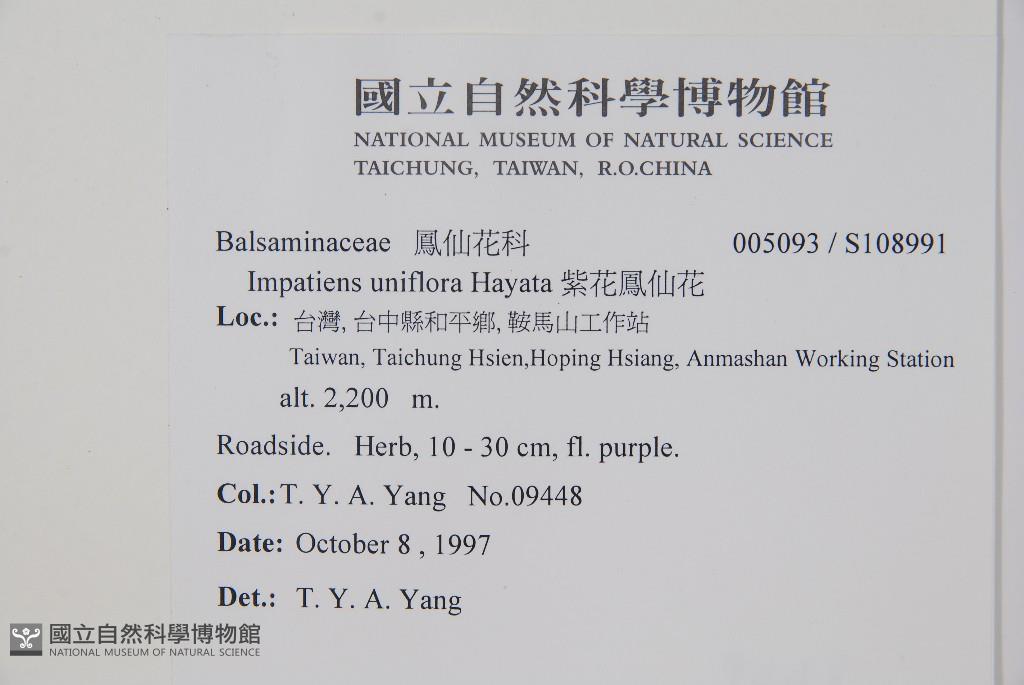 國立自然科學博物館
NATIONAL MUSEUM OF NATURAL SCIENCE
TAICHUNG, TAIWAN, R.O.CHINA
Balsaminaceae 鳳仙花科 005093 / S108991
Impatiens uniflora Hayata 紫花鳳仙花
Loc.: 台灣, 台中縣和平鄉, 鞍馬山工作站
Taiwan, Taichung Hsien,Hoping Hsiang, Anmashan Working Station
alt. 2,200 m.
Roadside. Herb, 10 - 30 cm, fl. purple.
Col.: T. Y. A. Yang No.09448
Date: October 8 , 1997
Det.: T. Y. A. Yang
國立自然科學博物館
NATIONAL MUSEUM OF NATURAL SCIENCE